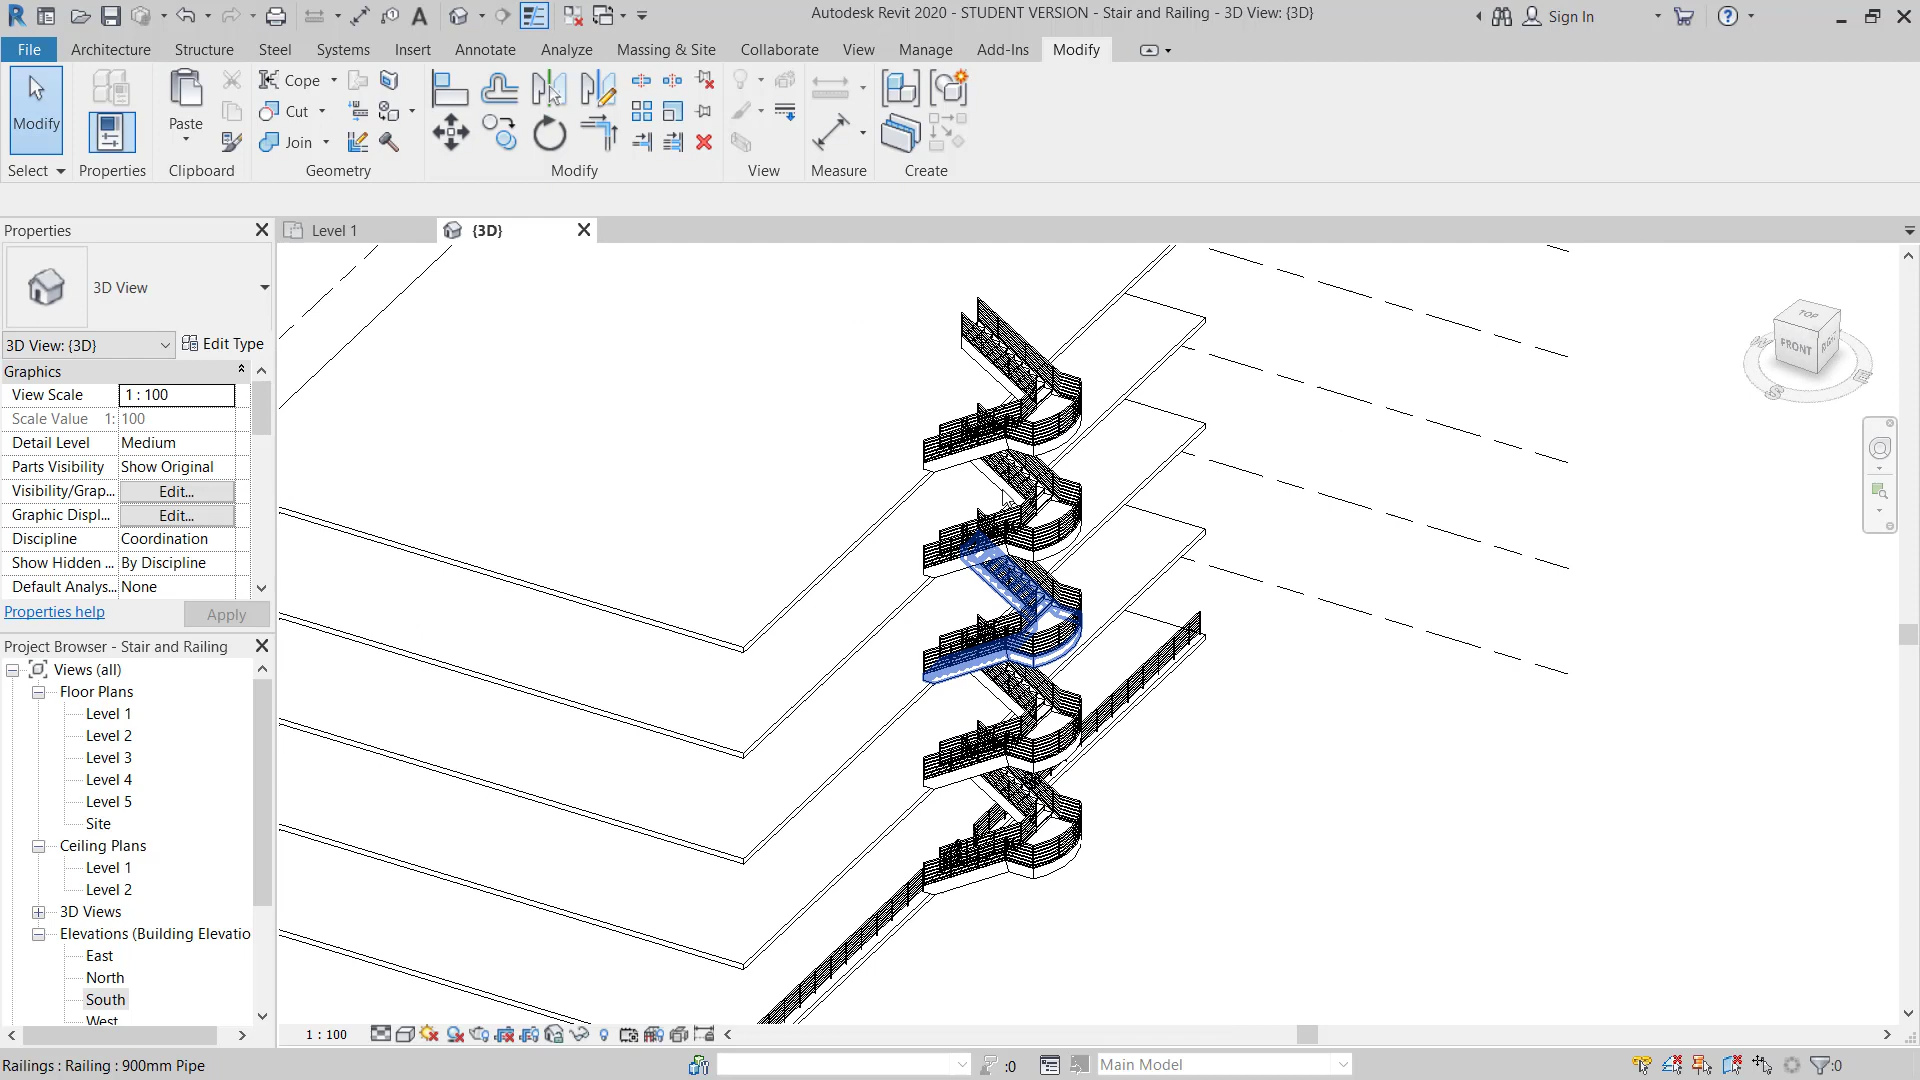 Autodesk Revit 2020 - STUDENT VERSION - Stair and Railing - 3D View: {3D}
Sign In
File Architecture Structure Steel Systems Insert Annotate Analyze Massing & Site Collaborate View Manage Add-Ins Modify
Modify
Paste
Cope
Cut
Join
Select Properties Clipboard Geometry Modify View Measure Create
Properties
Level 1
{3D}
3D View
3D View: {3D}
Edit Type
Graphics
View Scale 1 : 100
Scale Value 1: 100
Detail Level Medium
Parts Visibility Show Original
Visibility/Grap... Edit...
Graphic Displ... Edit...
Discipline Coordination
Show Hidden ... By Discipline
Default Analys... None
Properties help
Apply
Project Browser - Stair and Railing
Views (all)
Floor Plans
Level 1
Level 2
Level 3
Level 4
Level 5
Site
Ceiling Plans
Level 1
Level 2
3D Views
Elevations (Building Elevatio
East
North
South
West
TOP
FRONT
RIGHT
S
E
1 : 100
Railings : Railing : 900mm Pipe
:0
Main Model
:0